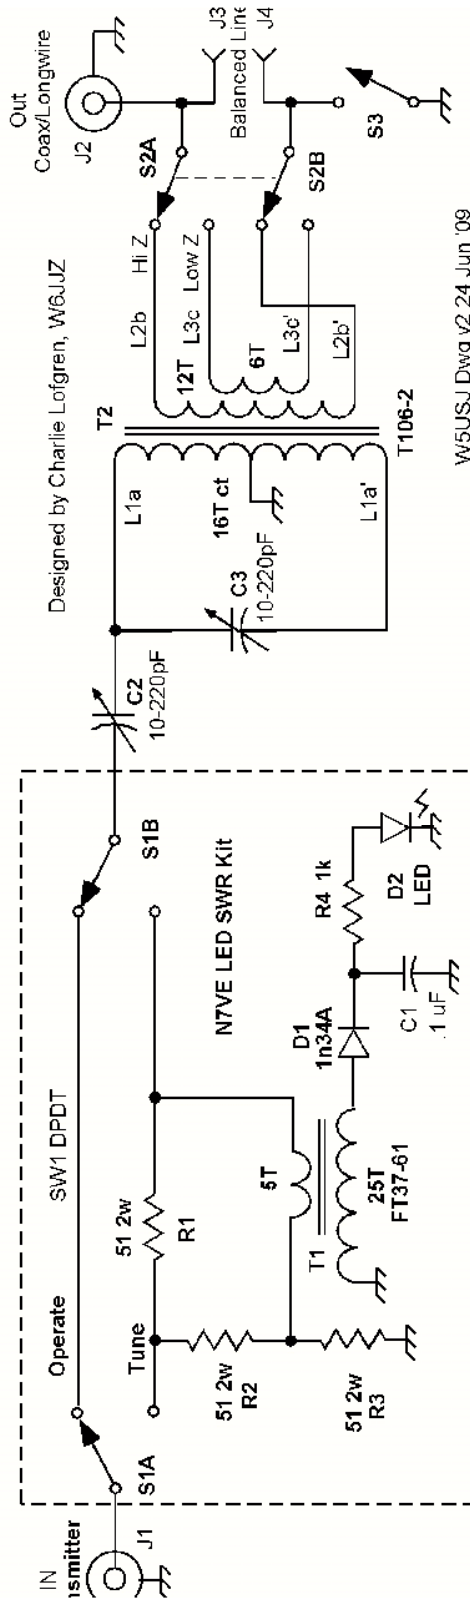 IN
nsmitter
J1
S1A
Operate
Tune
SW1 DPDT
51 2w
R1
51 2w
R2
51 2w
R3
5T
T1
25T
FT37-61
N7VE LED SWR Kit
D1
1n34A
C1
.1 uF
R4 1k
D2
LED
S1B
C2
10-220pF
C3
10-220pF
Designed by Charlie Lofgren, W6JJZ
L1a
16T ct
L1a'
T2
T106-2
12T
6T
L2b
Hi Z
L3c
Low Z
L3c'
L2b'
S2A
S2B
S3
Out
Coax/Longwire
J2
J3
Balanced Line
J4
W5USJ Dwg v2 24 Jun '09